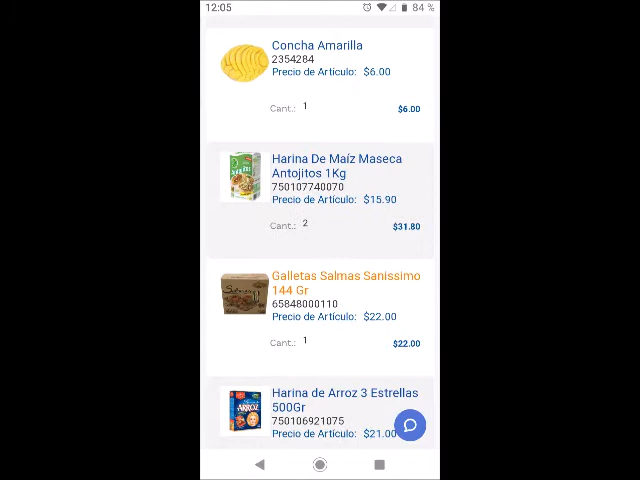 12:05 84 %
Concha Amarilla
2354284
Precio de Artículo: $6.00
Cant.: 1 $6.00
Harina De Maíz Maseca
Antojitos 1Kg
750107740070
Precio de Artículo: $15.90
Cant.: 2 $31.80
Galletas Salmas Sanissimo
144 Gr
65848000110
Precio de Artículo: $22.00
Cant.: 1 $22.00
ARROZ
Harina de Arroz 3 Estrellas
500Gr
750106921075
Precio de Artículo: $21.00